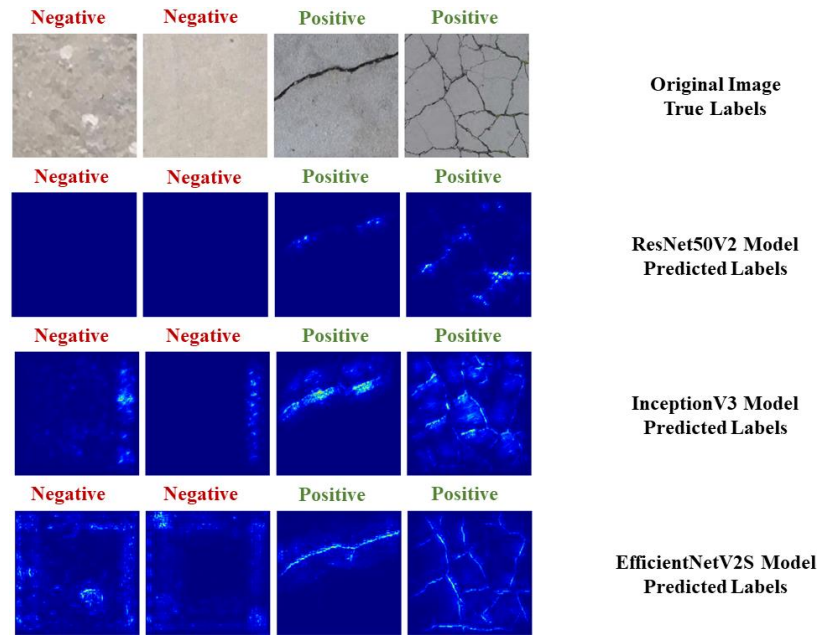 Negative Negative Positive Positive
Original Image
True Labels
Negative Negative Positive Positive
ResNet50V2 Model
Predicted Labels
Negative Negative Positive Positive
InceptionV3 Model
Predicted Labels
Negative Negative Positive Positive
EfficientNetV2S Model
Predicted Labels